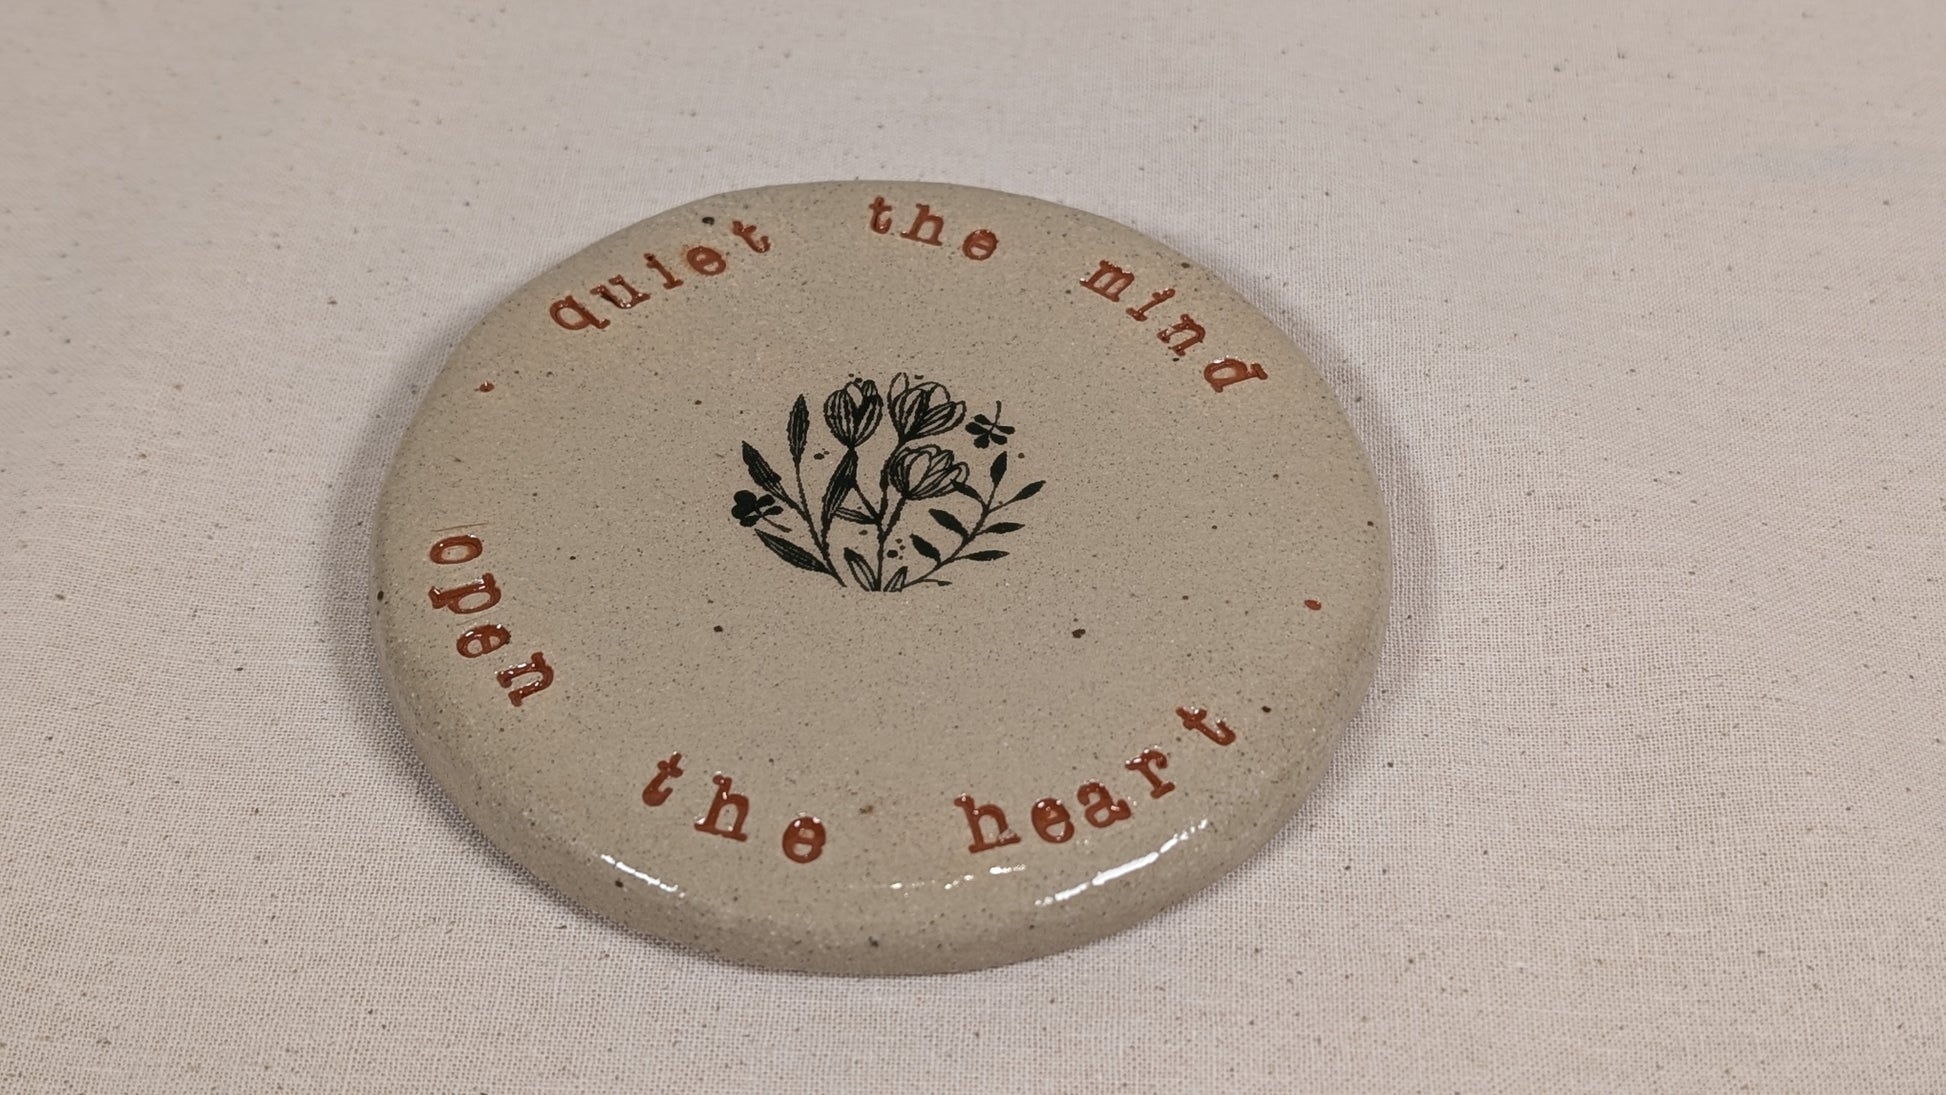 quiet the mind
open the heart